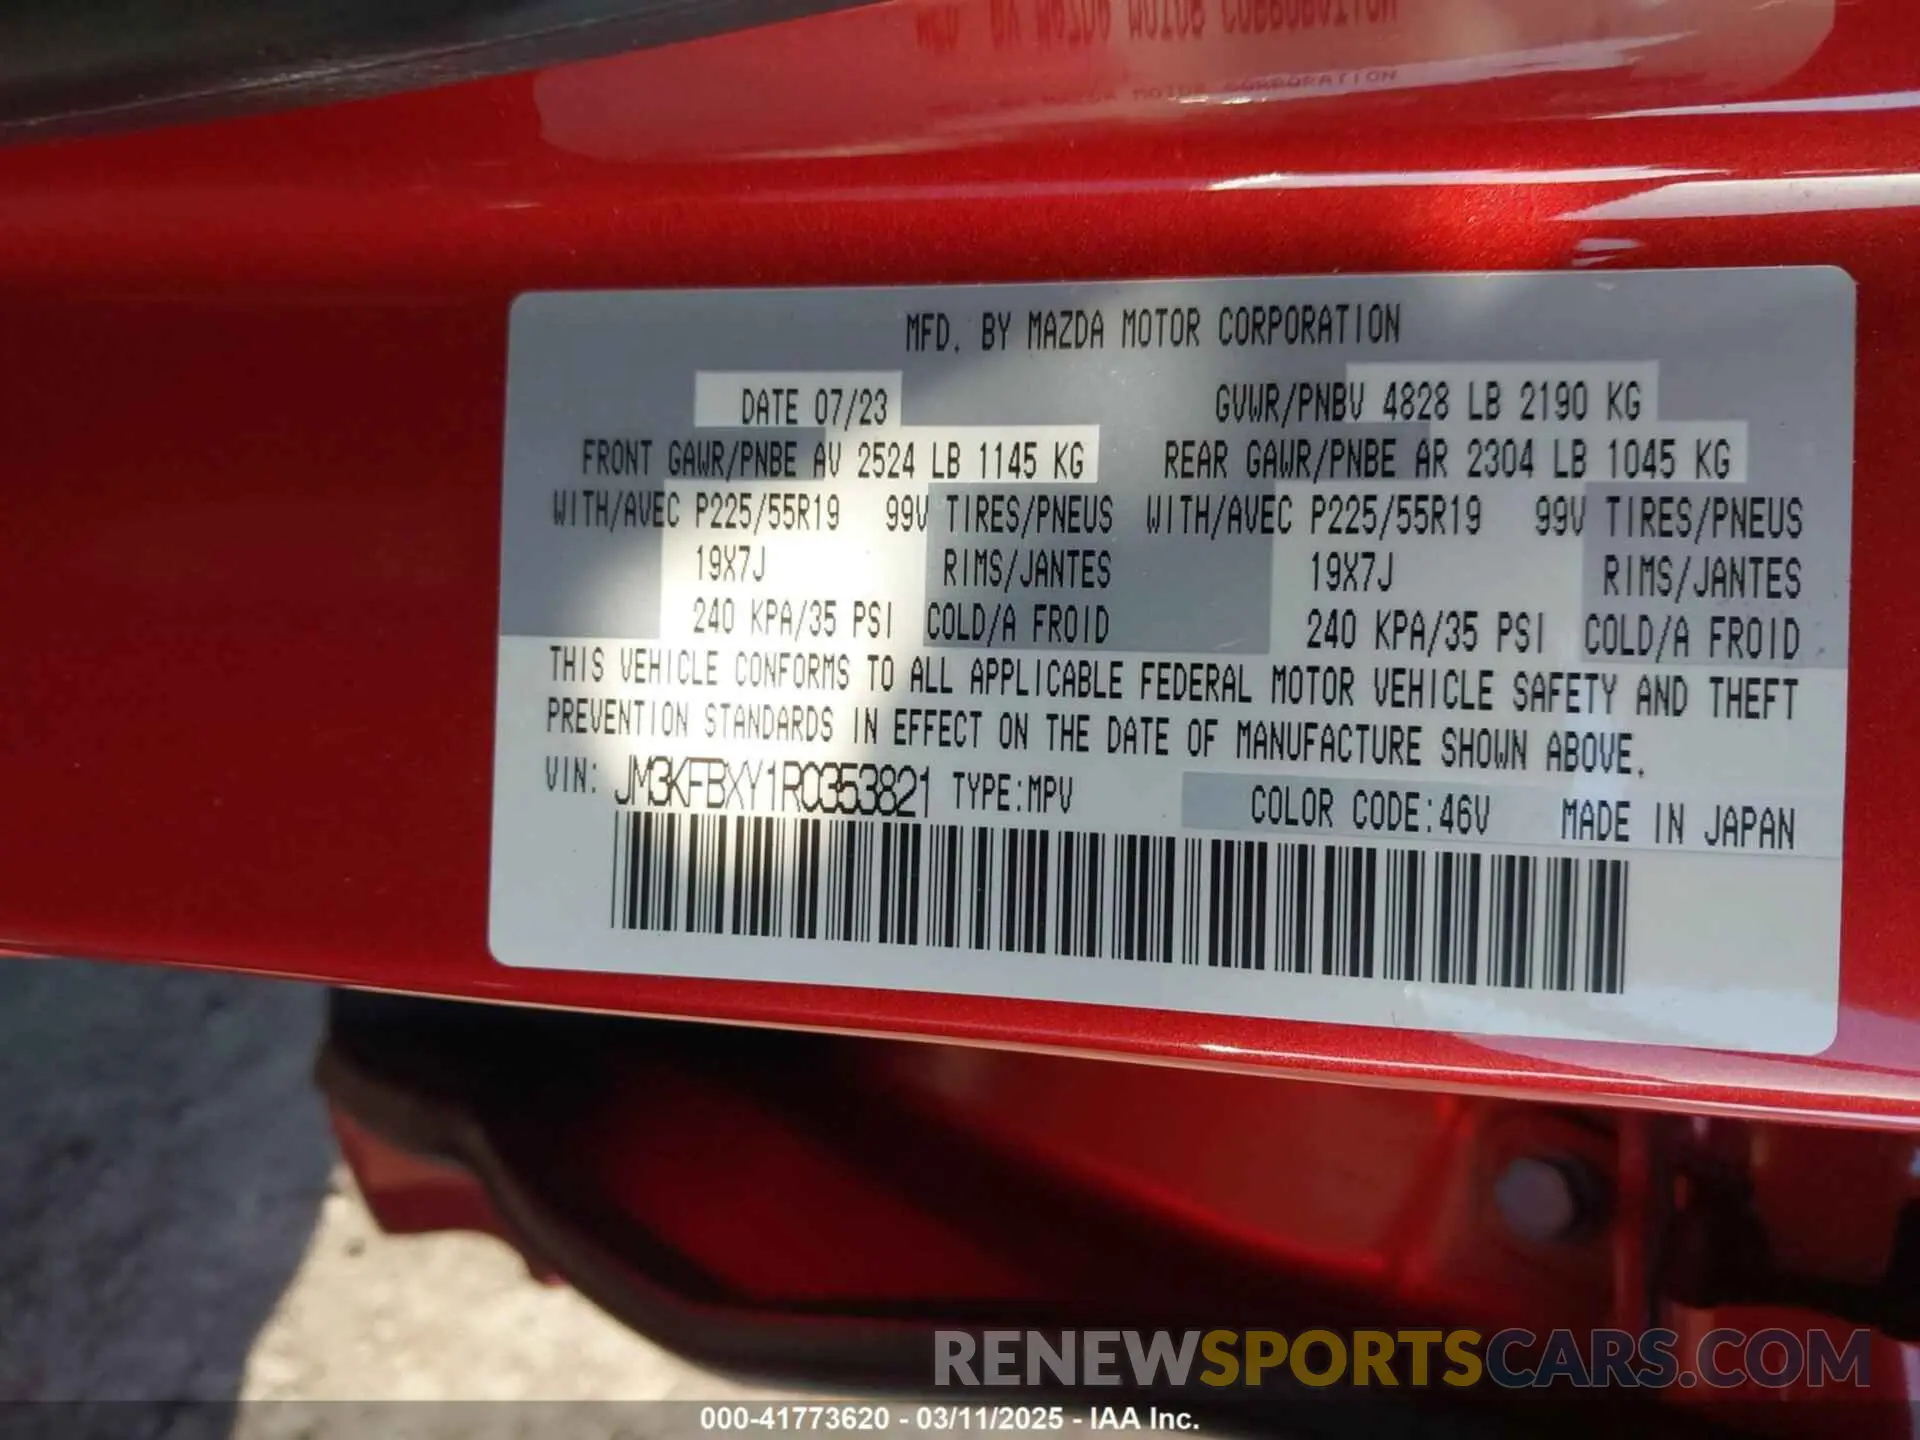 MFD. BY MAZDA MOTOR CORPORATION
DATE 07/23 GVWR/PNBV 4828 LB 2190 KG
FRONT GAWR/PNBE AV 2524 LB 1145 KG REAR GAWR/PNBE AR 2304 LB 1045 KG
WITH/AVEC P225/55R19 99V TIRES/PNEUS WITH/AVEC P225/55R19 99V TIRES/PNEUS
19X7J RIMS/JANTES 19X7J RIMS/JANTES
240 KPA/35 PSI COLD/A FROID 240 KPA/35 PSI COLD/A FROID
THIS VEHICLE CONFORMS TO ALL APPLICABLE FEDERAL MOTOR VEHICLE SAFETY AND THEFT
PREVENTION STANDARDS IN EFFECT ON THE DATE OF MANUFACTURE SHOWN ABOVE.
VIN: JM3KFBXY1R0353821 TYPE:MPV COLOR CODE:46V MADE IN JAPAN
RENEWSPORTSCARS.COM
000-41773620 - 03/11/2025 - IAA Inc.